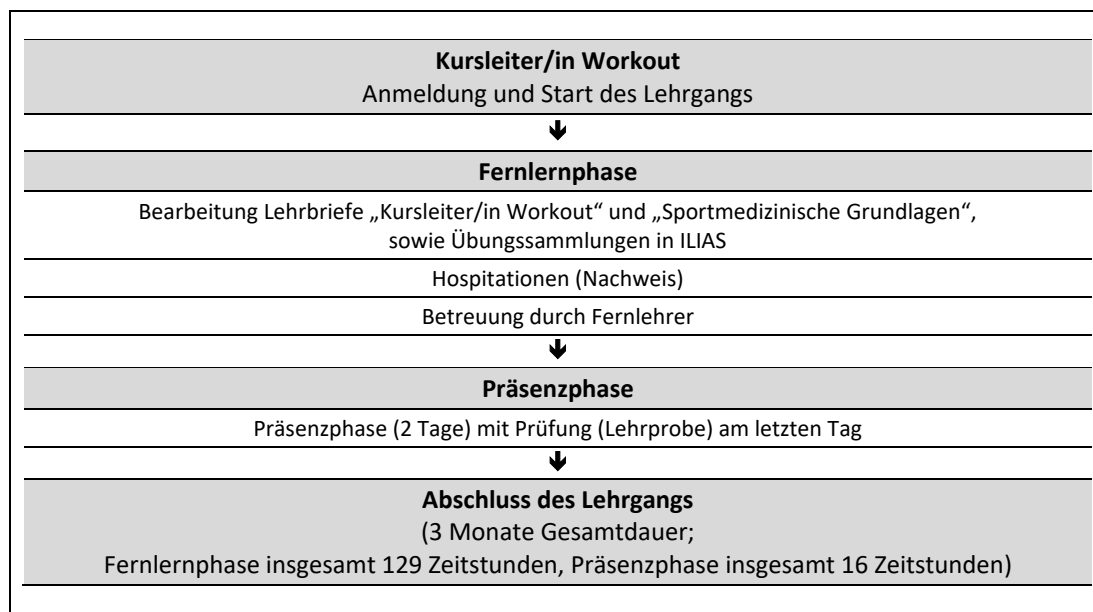 Kursleiter/in Workout
Anmeldung und Start des Lehrgangs
🡻
Fernlernphase
Bearbeitung Lehrbriefe „Kursleiter/in Workout“ und „Sportmedizinische Grundlagen“,
sowie Übungssammlungen in ILIAS
Hospitationen (Nachweis)
Betreuung durch Fernlehrer
🡻
Präsenzphase
Präsenzphase (2 Tage) mit Prüfung (Lehrprobe) am letzten Tag
🡻
Abschluss des Lehrgangs
(3 Monate Gesamtdauer;
Fernlernphase insgesamt 129 Zeitstunden, Präsenzphase insgesamt 16 Zeitstunden)